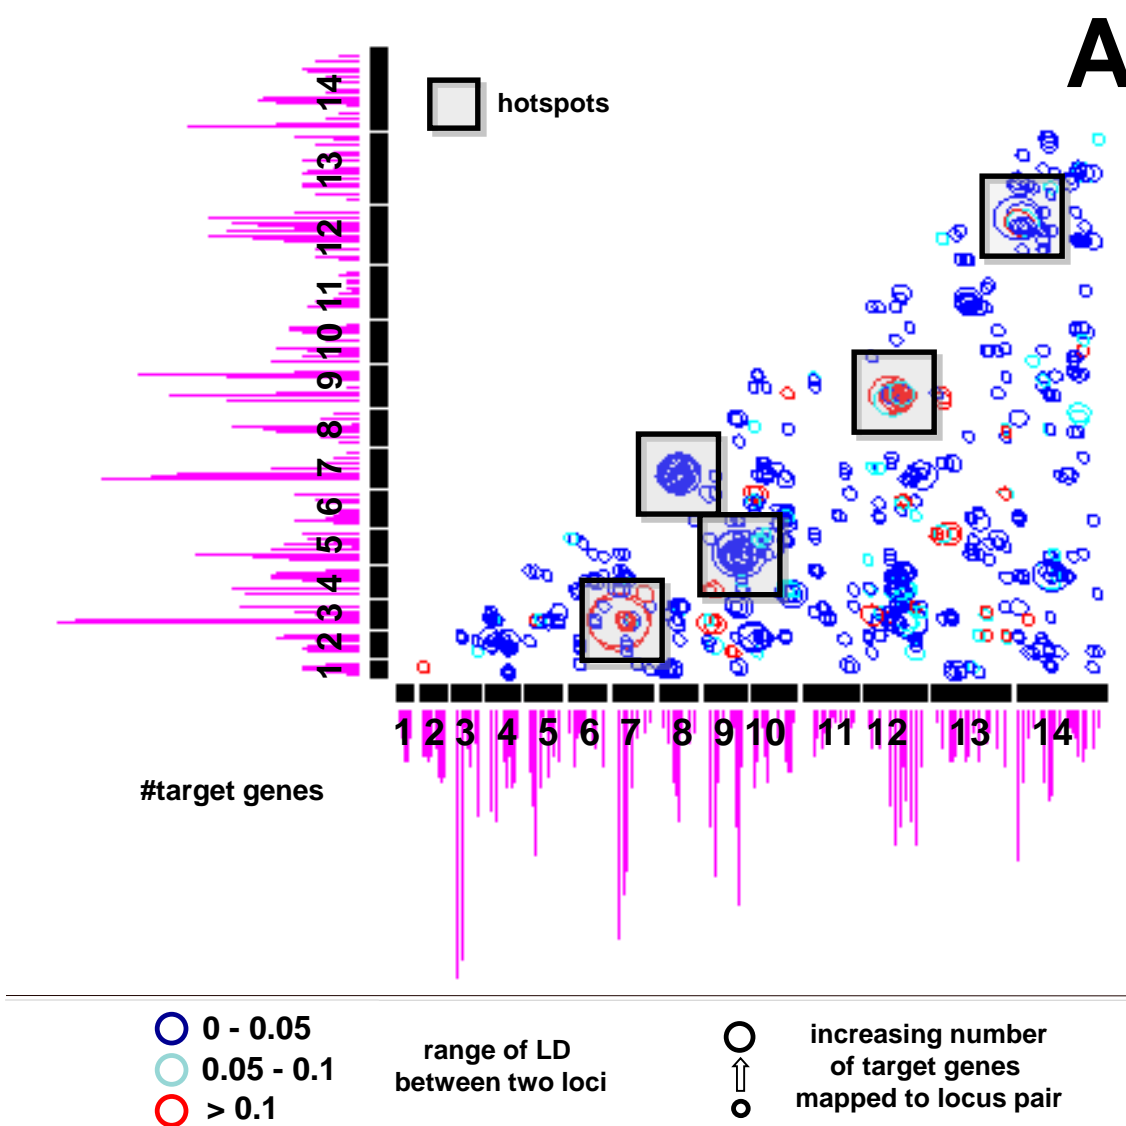 A
hotspots
14
13
12
11
10
9
8
7
6
5
4
3
2
1
1 2 3 4 5 6 7 8 9 10 11 12 13 14
#target genes
0 - 0.05
0.05 - 0.1
> 0.1
range of LD
between two loci
increasing number
of target genes
mapped to locus pair